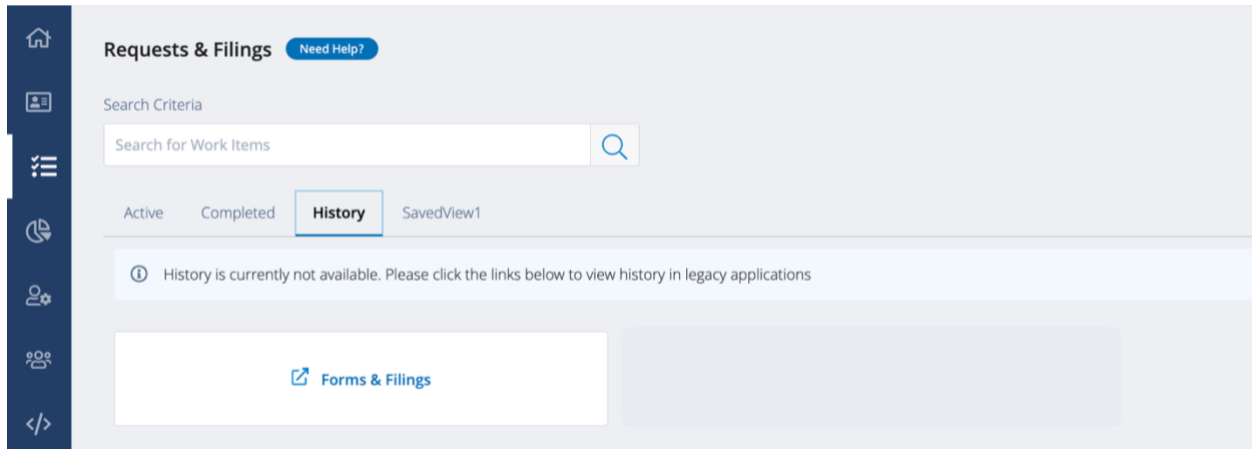 Requests & Filings Need Help?
Search Criteria
Search for Work Items
Active Completed History SavedView1
History is currently not available. Please click the links below to view history in legacy applications
Forms & Filings